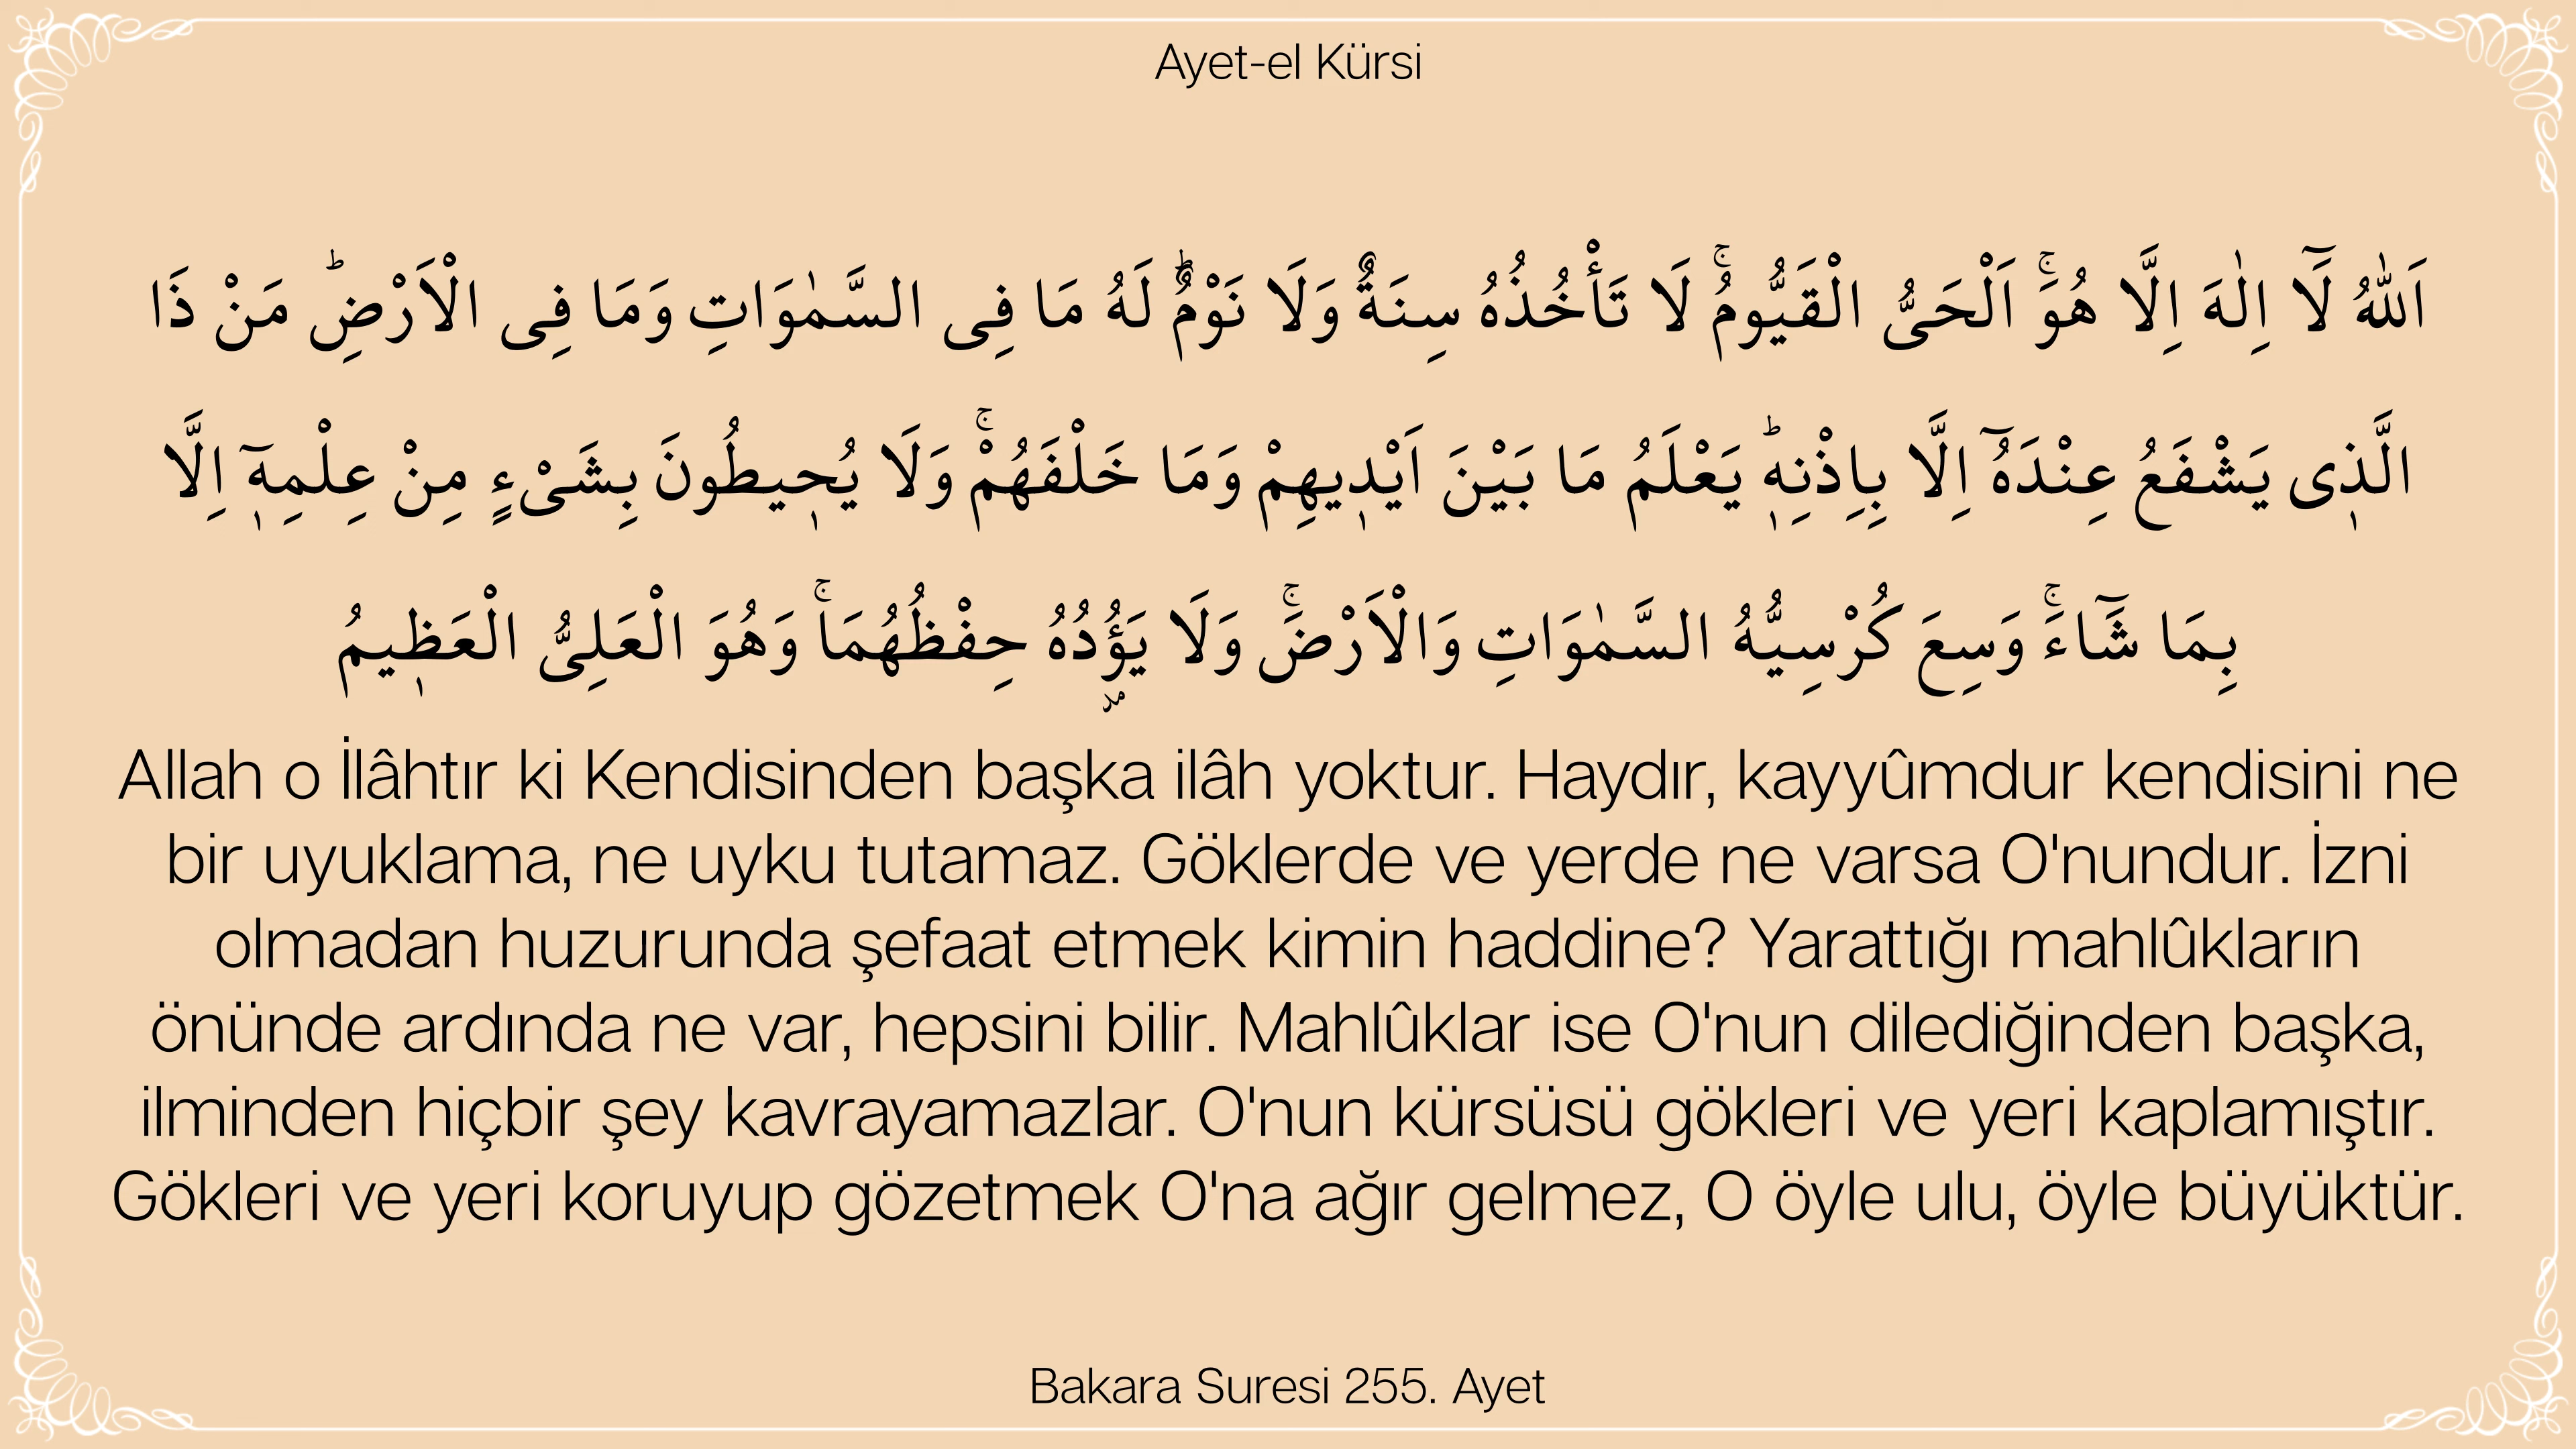 Ayet-el Kürsi
اَللّٰهُ لَٓا اِلٰهَ اِلَّا هُوَۚ اَلْحَىُّ الْقَيُّومُۚ لَا تَأْخُذُهُ سِنَةٌ وَلَا نَوْمٌؕ لَهُ مَا فِى السَّمٰوَاتِ وَمَا فِى الْاَرْضِؕ مَنْ ذَا
الَّذٖى يَشْفَعُ عِنْدَهُٓ اِلَّا بِاِذْنِهٖؕ يَعْلَمُ مَا بَيْنَ اَيْدٖيهِمْ وَمَا خَلْفَهُمْۚ وَلَا يُحٖيطُونَ بِشَىْءٍ مِنْ عِلْمِهٖٓ اِلَّا
بِمَا شَٓاءَۚ وَسِعَ كُرْسِيُّهُ السَّمٰوَاتِ وَالْاَرْضَۚ وَلَا يَؤُ۫دُهُ حِفْظُهُمَاۚ وَهُوَ الْعَلِىُّ الْعَظٖيمُ
Allah o İlâhtır ki Kendisinden başka ilâh yoktur. Haydır, kayyûmdur kendisini ne
bir uyuklama, ne uyku tutamaz. Göklerde ve yerde ne varsa O'nundur. İzni
olmadan huzurunda şefaat etmek kimin haddine? Yarattığı mahlûkların
önünde ardında ne var, hepsini bilir. Mahlûklar ise O'nun dilediğinden başka,
ilminden hiçbir şey kavrayamazlar. O'nun kürsüsü gökleri ve yeri kaplamıştır.
Gökleri ve yeri koruyup gözetmek O'na ağır gelmez, O öyle ulu, öyle büyüktür.
Bakara Suresi 255. Ayet